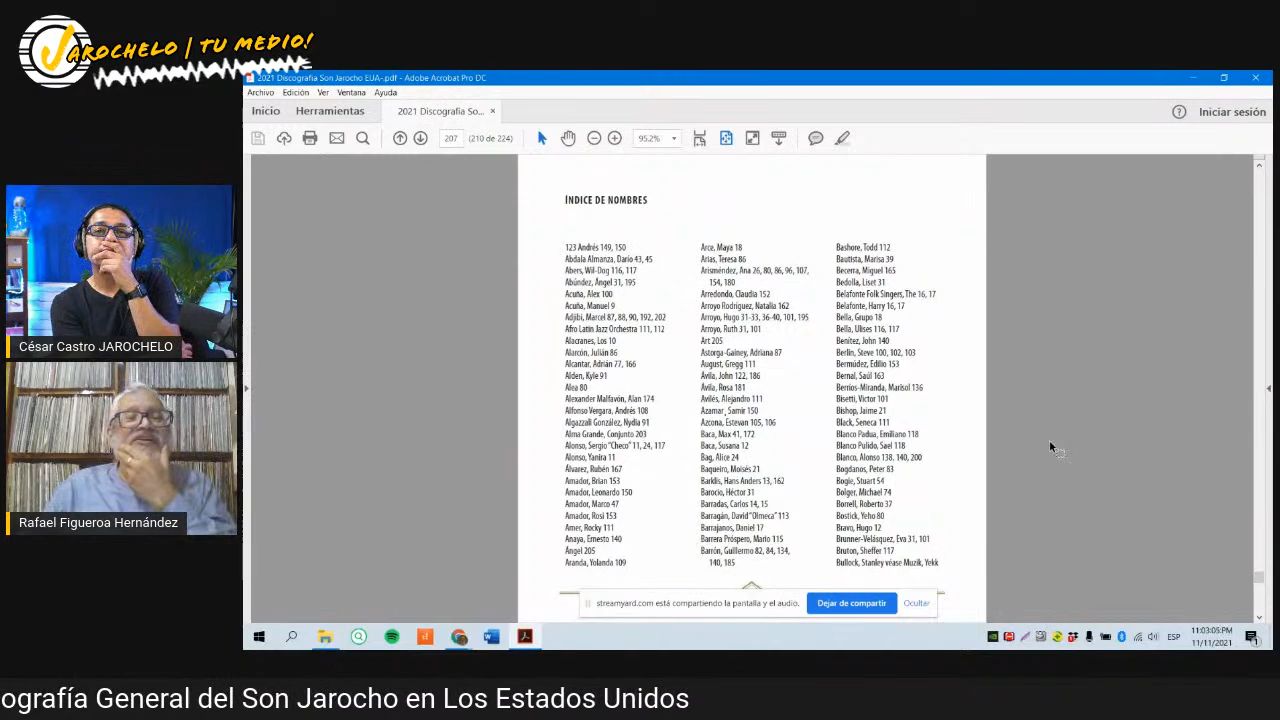 JAROCHELO | TU MEDIO!
2021 Discografia Son Jarocho EUA-.pdf - Adobe Acrobat Pro DC
Archivo Edición Ver Ventana Ayuda
Inicio Herramientas 2021 Discografia So... × Iniciar sesión
207 (210 de 224) 95.2%
ÍNDICE DE NOMBRES
123 Andrés 149, 150
Abdala Almanza, Darío 43, 45
Abers, Wil-Dog 116, 117
Abúndez, Ángel 31, 195
Acuña, Alex 100
Acuña, Manuel 9
Adjibi, Marcel 87, 88, 90, 192, 202
Afro Latin Jazz Orchestra 111, 112
Alacranes, Los 10
Alarcón, Julián 86
Alcantar, Adrián 77, 166
Alden, Kyle 91
Alea 80
Alexander Malfavón, Alan 174
Alfonso Vergara, Andrés 108
Algazzali González, Nydia 91
Alma Grande, Conjunto 203
Alonso, Sergio "Checo" 11, 24, 117
Alonso, Yanira 11
Álvarez, Rubén 167
Amador, Brian 153
Amador, Leonardo 150
Amador, Marco 47
Amador, Rosi 153
Amer, Rocky 111
Anaya, Ernesto 140
Ángel 205
Aranda, Yolanda 109
Arce, Maya 18
Arias, Teresa 86
Arisméndez, Ana 26, 80, 86, 96, 107,
154, 180
Arredondo, Claudia 152
Arroyo Rodríguez, Natalia 162
Arroyo, Hugo 31-33, 36-40, 101, 195
Arroyo, Ruth 31, 101
Art 205
Astorga-Gainey, Adriana 87
August, Gregg 111
Ávila, John 122, 186
Ávila, Rosa 181
Avilés, Alejandro 111
Azamar, Samir 150
Azcona, Estevan 105, 106
Baca, Max 41, 172
Baca, Susana 12
Bag, Alice 24
Baqueiro, Moisés 21
Barklis, Hans Anders 13, 162
Barocio, Héctor 31
Barradas, Carlos 14, 15
Barragán, David "Olmeca" 113
Barrajanos, Daniel 17
Barrera Próspero, Mario 115
Barrón, Guillermo 82, 84, 134,
140, 185
Bashore, Todd 112
Bautista, Marisa 39
Becerra, Miguel 165
Bedolla, Liset 31
Belafonte Folk Singers, The 16, 17
Belafonte, Harry 16, 17
Bella, Grupo 18
Bella, Ulises 116, 117
Benítez, John 140
Berlin, Steve 100, 102, 103
Bermúdez, Edilio 153
Bernal, Saúl 163
Berríos-Miranda, Marisol 136
Bisetti, Victor 101
Bishop, Jaime 21
Black, Seneca 111
Blanco Padua, Emiliano 118
Blanco Pulido, Sael 118
Blanco, Alonso 138, 140, 200
Bogdanos, Peter 83
Bogie, Stuart 54
Bolger, Michael 74
Borrell, Roberto 37
Bostick, Yeho 80
Bravo, Hugo 12
Brunner-Velásquez, Eva 31, 101
Bruton, Sheffer 117
Bullock, Stanley véase Muzik, Yekk
César Castro JAROCHELO
Rafael Figueroa Hernández
streamyard.com está compartiendo la pantalla y el audio. Dejar de compartir Ocultar
ESP
11:03:05 PM
11/11/2021
ografía General del Son Jarocho en Los Estados Unidos